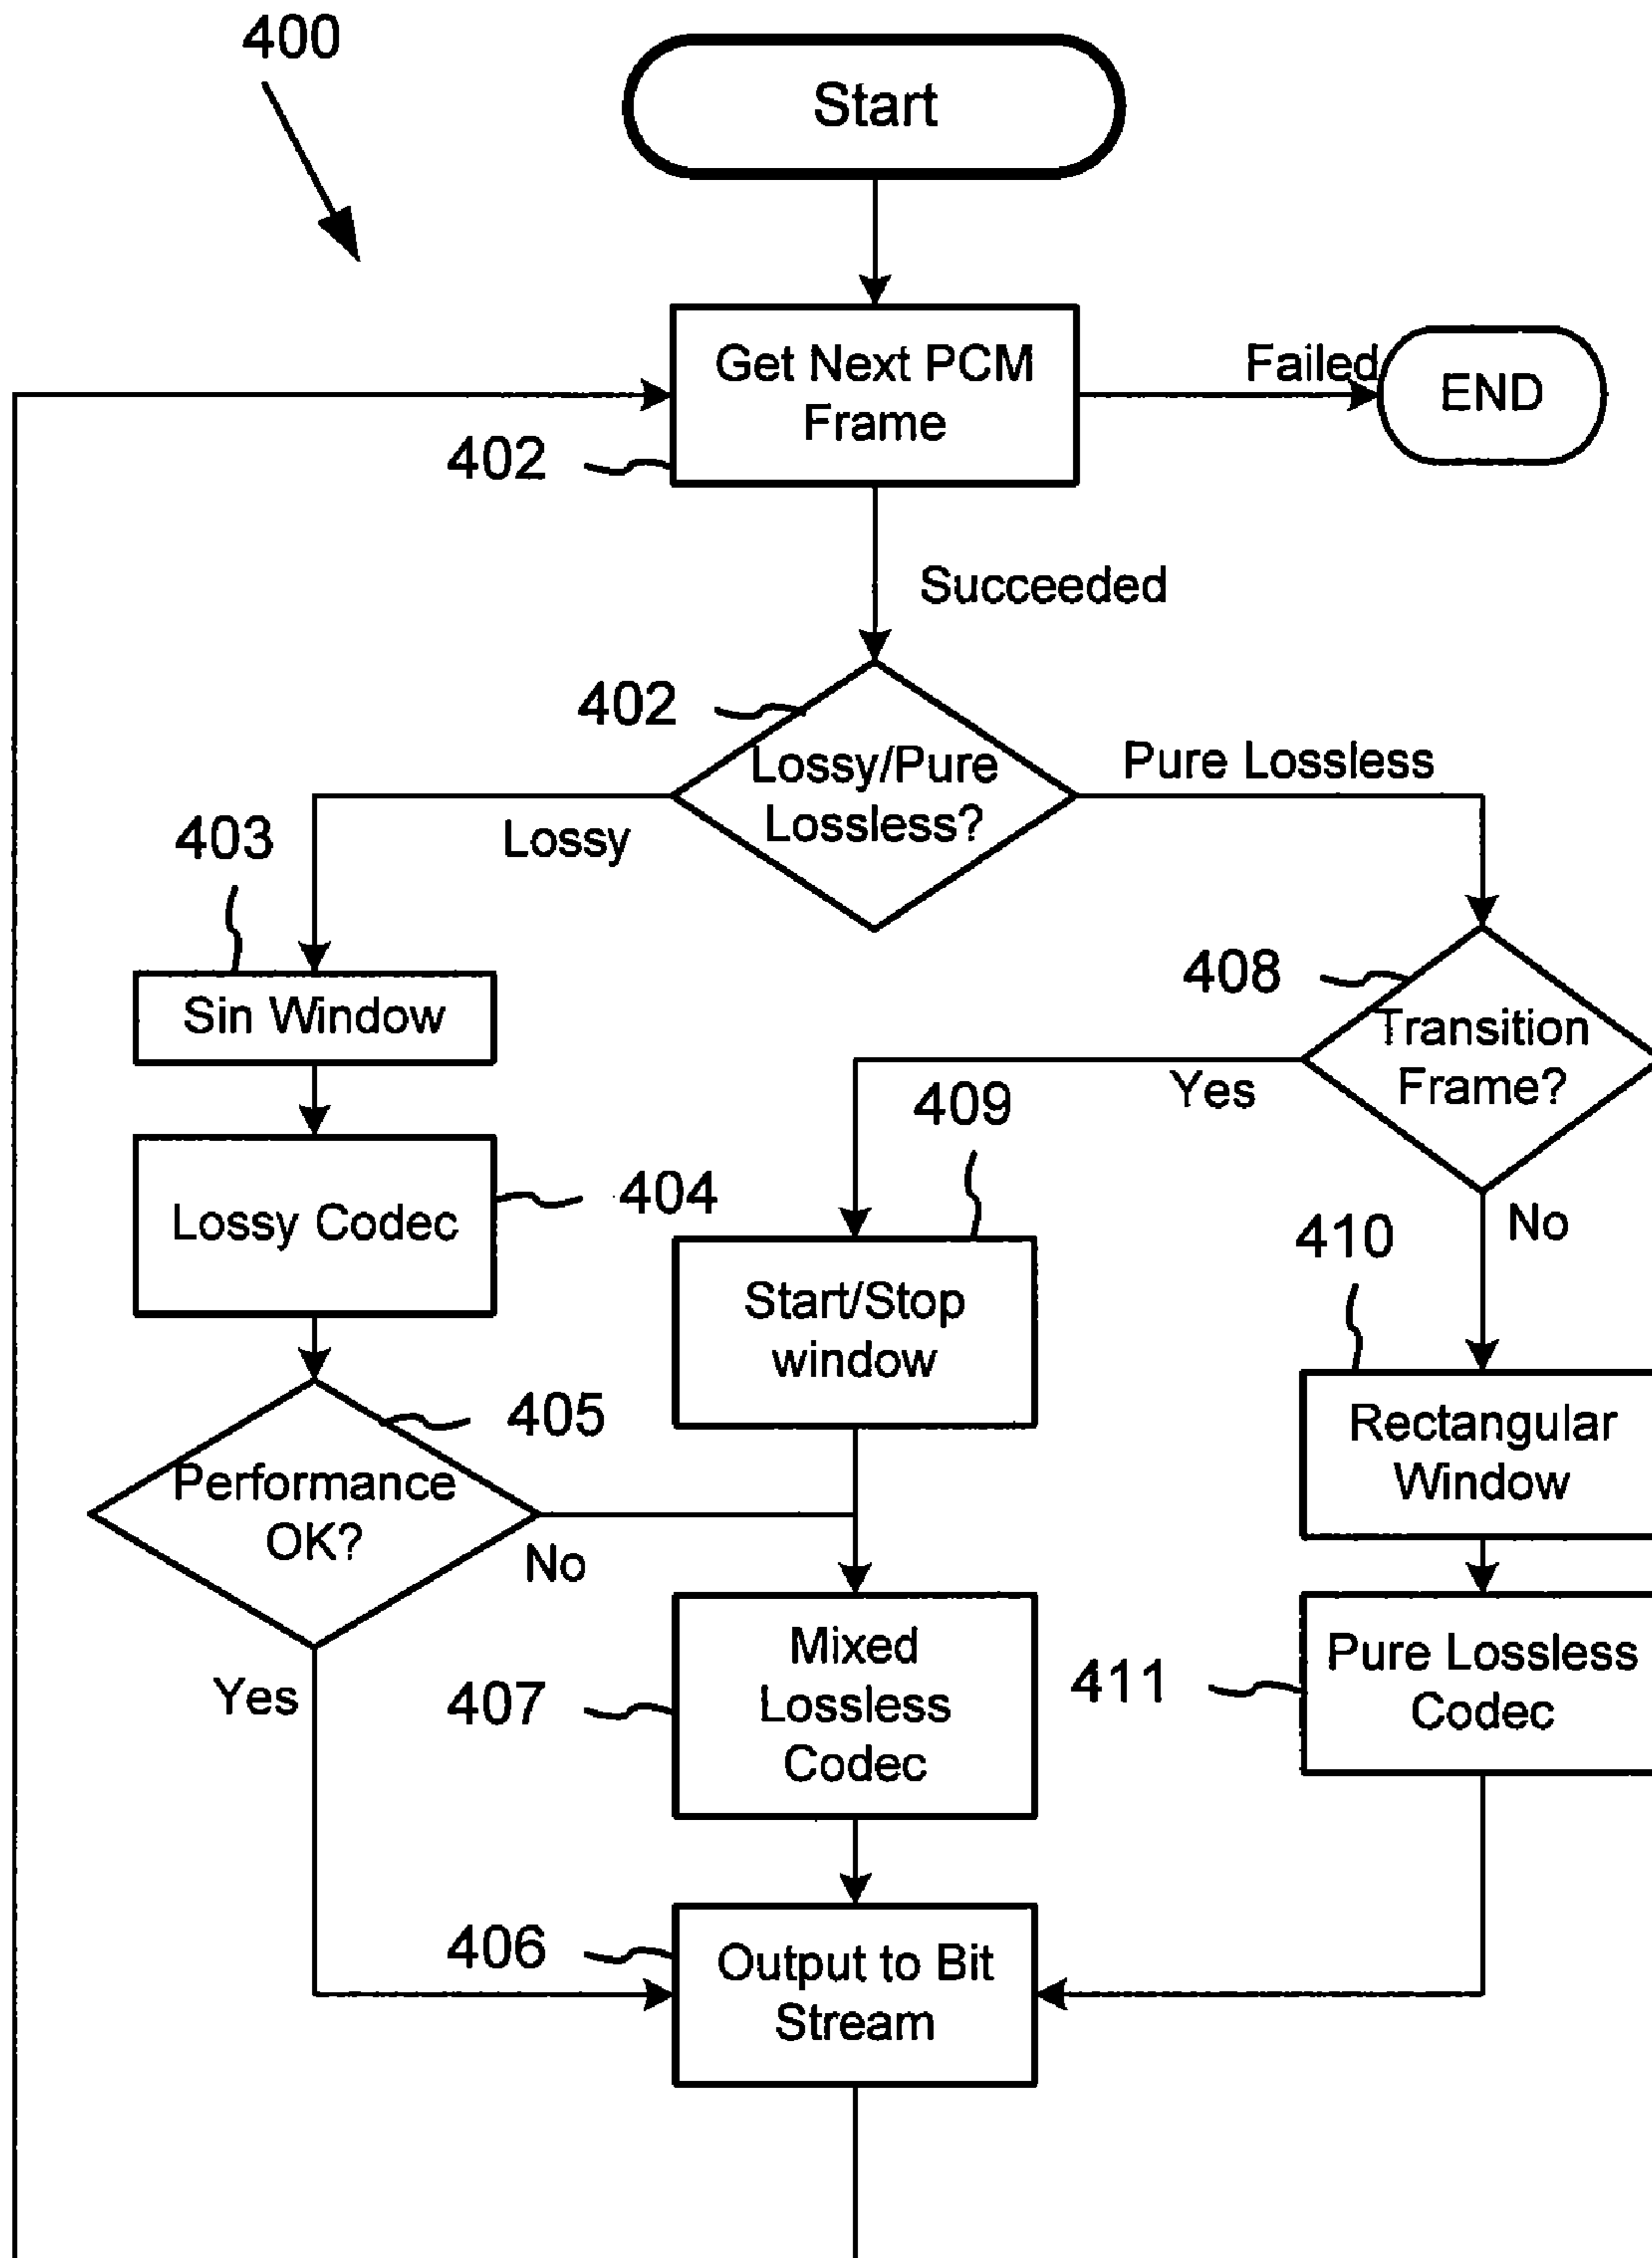 400
Start
Get Next PCM
Frame
Failed
END
402
Succeeded
402
Lossy/Pure
Lossless?
Pure Lossless
Lossy
403
408
Sin Window
Transition
Frame?
Yes
409
404
Lossy Codec
No
410
Start/Stop
window
405
Rectangular
Window
Performance
OK?
No
Mixed
Lossless
Codec
Pure Lossless
Codec
411
Yes
407
406
Output to Bit
Stream